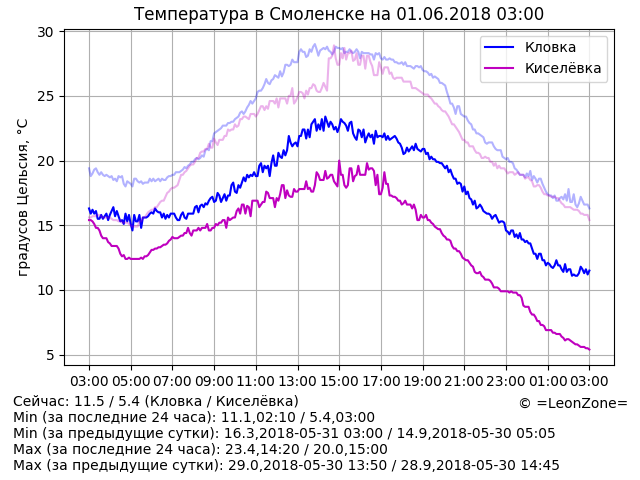 Температура в Смоленске на 01.06.2018 03:00
градусов Цельсия, °C
30
25
20
15
10
5
Кловка
Киселёвка
03:00 05:00 07:00 09:00 11:00 13:00 15:00 17:00 19:00 21:00 23:00 01:00 03:00
Сейчас: 11.5 / 5.4 (Кловка / Киселёвка)
© =LeonZone=
Min (за последние 24 часа): 11.1,02:10 / 5.4,03:00
Min (за предыдущие сутки): 16.3,2018-05-31 03:00 / 14.9,2018-05-30 05:05
Max (за последние 24 часа): 23.4,14:20 / 20.0,15:00
Max (за предыдущие сутки): 29.0,2018-05-30 13:50 / 28.9,2018-05-30 14:45